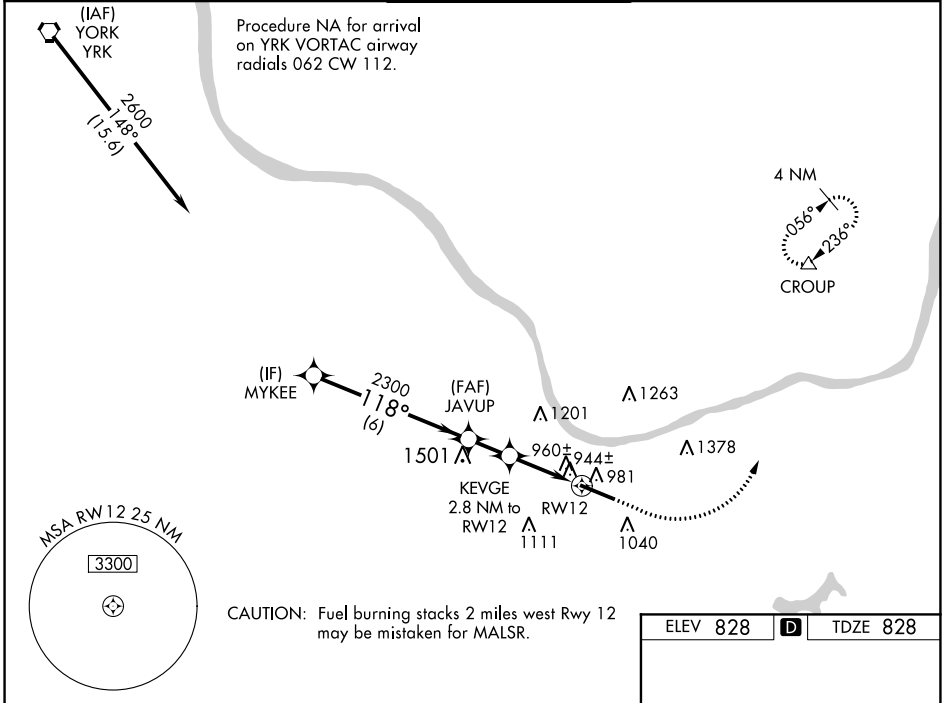 (IAF)
YORK
YRK
Procedure NA for arrival
on YRK VORTAC airway
radials 062 CW 112.
2600
148°
(15.6)
4 NM
056°
236°
CROUP
(IF)
MYKEE
2300
118°
(6)
(FAF)
JAVUP
1201
1263
1501
960±
944±
981
1378
KEVGE
2.8 NM to
RW12
RW12
1111
1040
MSA RW12 25 NM
3300
CAUTION: Fuel burning stacks 2 miles west Rwy 12
may be mistaken for MALSR.
ELEV 828 D TDZE 828